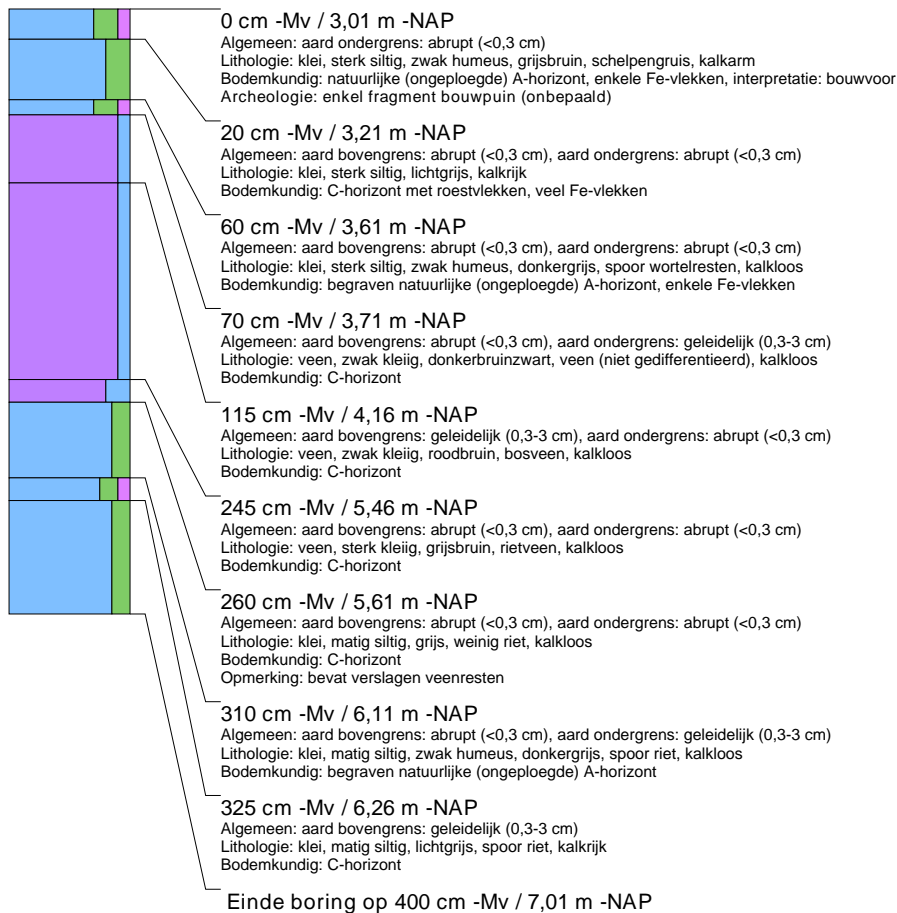 0 cm -Mv / 3,01 m -NAP
Algemeen: aard ondergrens: abrupt (<0,3 cm)
Lithologie: klei, sterk siltig, zwak humeus, grijsbruin, schelpengruis, kalkarm
Bodemkundig: natuurlijke (ongeploegde) A-horizont, enkele Fe-vlekken, interpretatie: bouwvoor
Archeologie: enkel fragment bouwpuin (onbepaald)
20 cm -Mv / 3,21 m -NAP
Algemeen: aard bovengrens: abrupt (<0,3 cm), aard ondergrens: abrupt (<0,3 cm)
Lithologie: klei, sterk siltig, lichtgrijs, kalkrijk
Bodemkundig: C-horizont met roestvlekken, veel Fe-vlekken
60 cm -Mv / 3,61 m -NAP
Algemeen: aard bovengrens: abrupt (<0,3 cm), aard ondergrens: abrupt (<0,3 cm)
Lithologie: klei, sterk siltig, zwak humeus, donkergrijs, spoor wortelresten, kalkloos
Bodemkundig: begraven natuurlijke (ongeploegde) A-horizont, enkele Fe-vlekken
70 cm -Mv / 3,71 m -NAP
Algemeen: aard bovengrens: abrupt (<0,3 cm), aard ondergrens: geleidelijk (0,3-3 cm)
Lithologie: veen, zwak kleiig, donkerbruinzwart, veen (niet gedifferentieerd), kalkloos
Bodemkundig: C-horizont
115 cm -Mv / 4,16 m -NAP
Algemeen: aard bovengrens: geleidelijk (0,3-3 cm), aard ondergrens: abrupt (<0,3 cm)
Lithologie: veen, zwak kleiig, roodbruin, bosveen, kalkloos
Bodemkundig: C-horizont
245 cm -Mv / 5,46 m -NAP
Algemeen: aard bovengrens: abrupt (<0,3 cm), aard ondergrens: abrupt (<0,3 cm)
Lithologie: veen, sterk kleiig, grijsbruin, rietveen, kalkloos
Bodemkundig: C-horizont
260 cm -Mv / 5,61 m -NAP
Algemeen: aard bovengrens: abrupt (<0,3 cm), aard ondergrens: abrupt (<0,3 cm)
Lithologie: klei, matig siltig, grijs, weinig riet, kalkloos
Bodemkundig: C-horizont
Opmerking: bevat verslagen veenresten
310 cm -Mv / 6,11 m -NAP
Algemeen: aard bovengrens: abrupt (<0,3 cm), aard ondergrens: geleidelijk (0,3-3 cm)
Lithologie: klei, matig siltig, zwak humeus, donkergrijs, spoor riet, kalkloos
Bodemkundig: begraven natuurlijke (ongeploegde) A-horizont
325 cm -Mv / 6,26 m -NAP
Algemeen: aard bovengrens: geleidelijk (0,3-3 cm)
Lithologie: klei, matig siltig, lichtgrijs, spoor riet, kalkrijk
Bodemkundig: C-horizont
Einde boring op 400 cm -Mv / 7,01 m -NAP